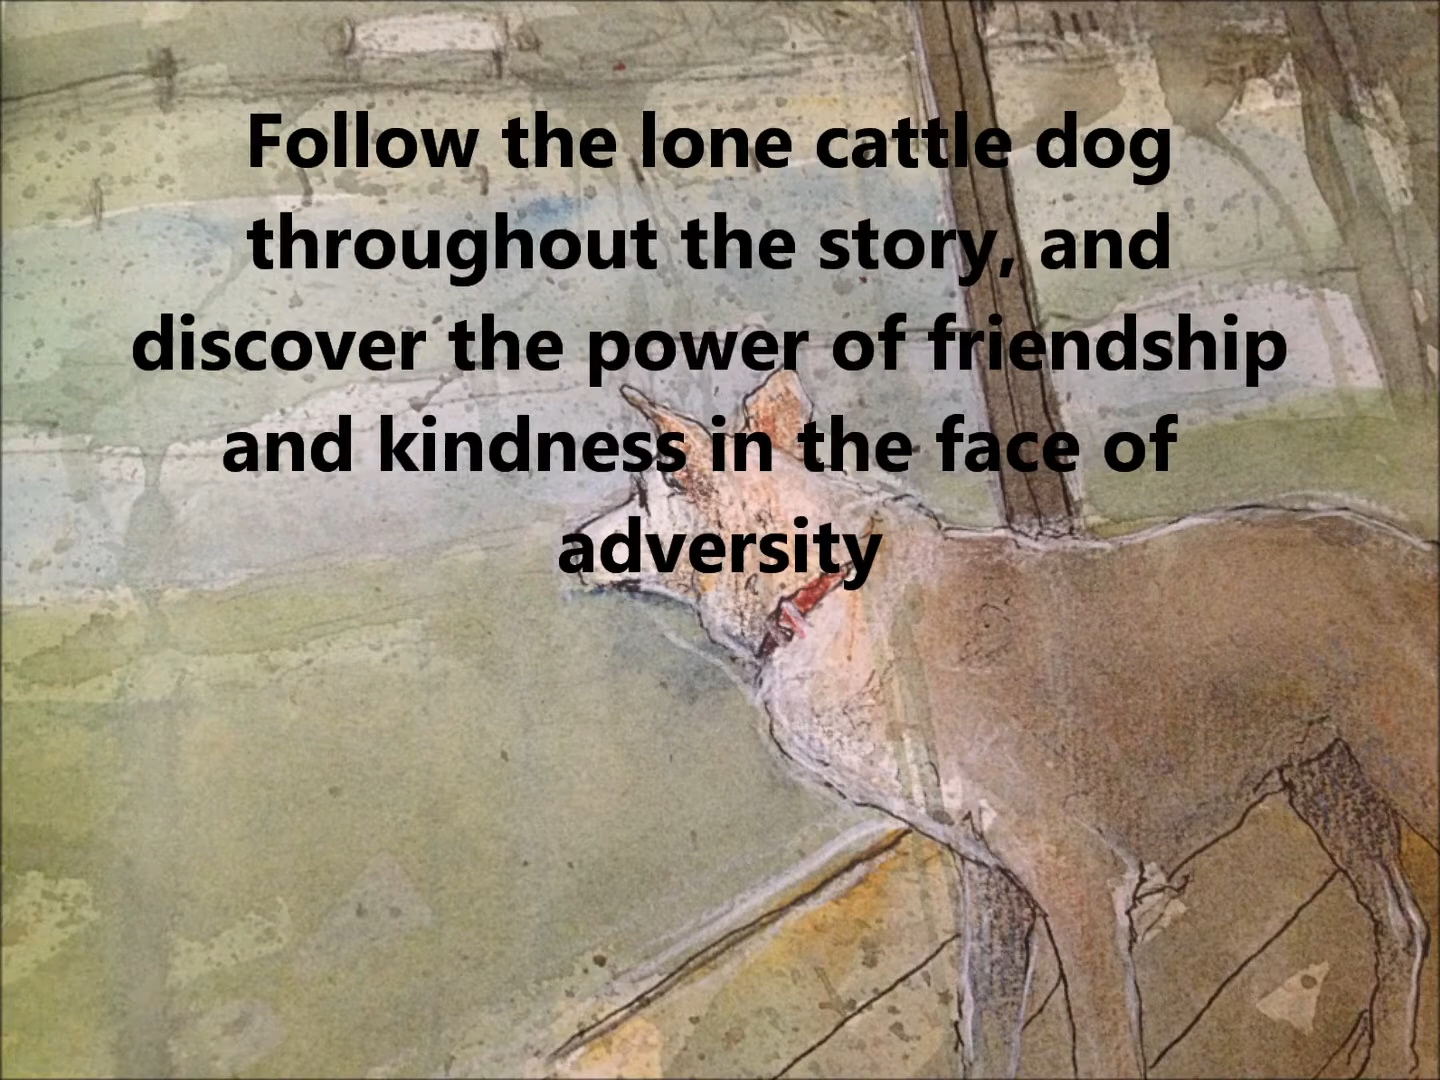 Follow the lone cattle dog
throughout the story, and
discover the power of friendship
and kindness in the face of
adversity